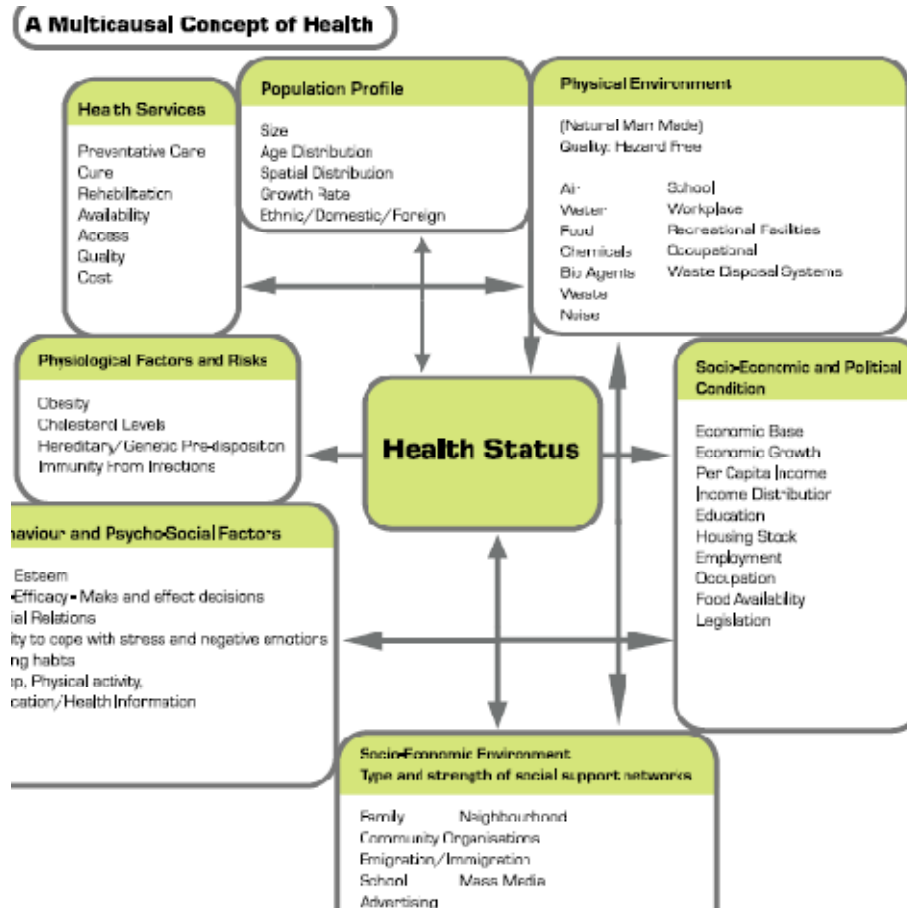 A Multicausal Concept of Health
Health Services
Preventative Care
Cure
Rehabilitation
Availability
Access
Quality
Cost
Population Profile
Size
Age Distribution
Spatial Distribution
Growth Rate
Ethnic/Domestic/Foreign
Physical Environment
(Natural Man Made)
Quality: Hazard Free
Air
Water
Food
Chemicals
Bio Agents
Waste
Noise
School
Workplace
Recreational Facilities
Occupational
Waste Disposal Systems
Physiological Factors and Risks
Obesity
Cholesterol Levels
Hereditary/Genetic Pre-dispositon
Immunity From Infections
Health Status
Socio-Economic and Political
Condition
Economic Base
Economic Growth
Per Capita Income
Income Distribution
Education
Housing Stock
Employment
Occupation
Food Availability
Legislation
haviour and Psycho-Social Factors
Esteem
-Efficacy - Make and effect decisions
ial Relations
ity to cope with stress and negative emotions
ng habts
p, Physical activity,
cation/Health Information
Socio-Economic Environment
Type and strength of social support networks
Family Neighbourhood
Community Organisations
Emigration/Immigration
School Mass Media
Advertising